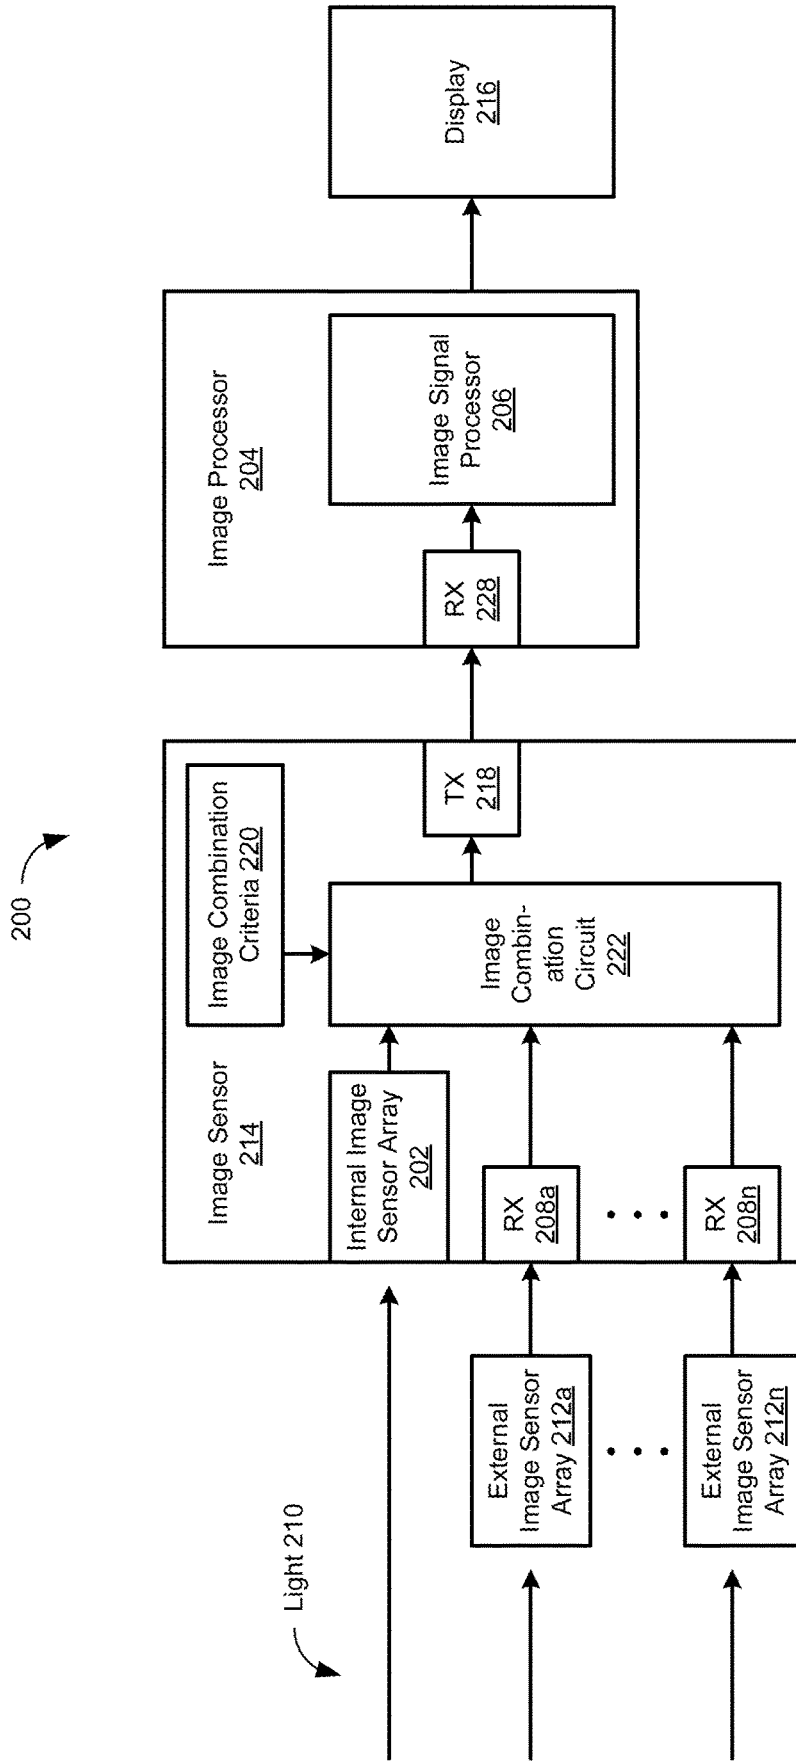 200
Light 210
Image Sensor
214
Image Combination
Criteria 220
Internal Image
Sensor Array
202
Image
Combin-
ation
Circuit
222
TX
218
External
Image Sensor
Array 212a
RX
208a
External
Image Sensor
Array 212n
RX
208n
Image Processor
204
RX
228
Image Signal
Processor
206
Display
216